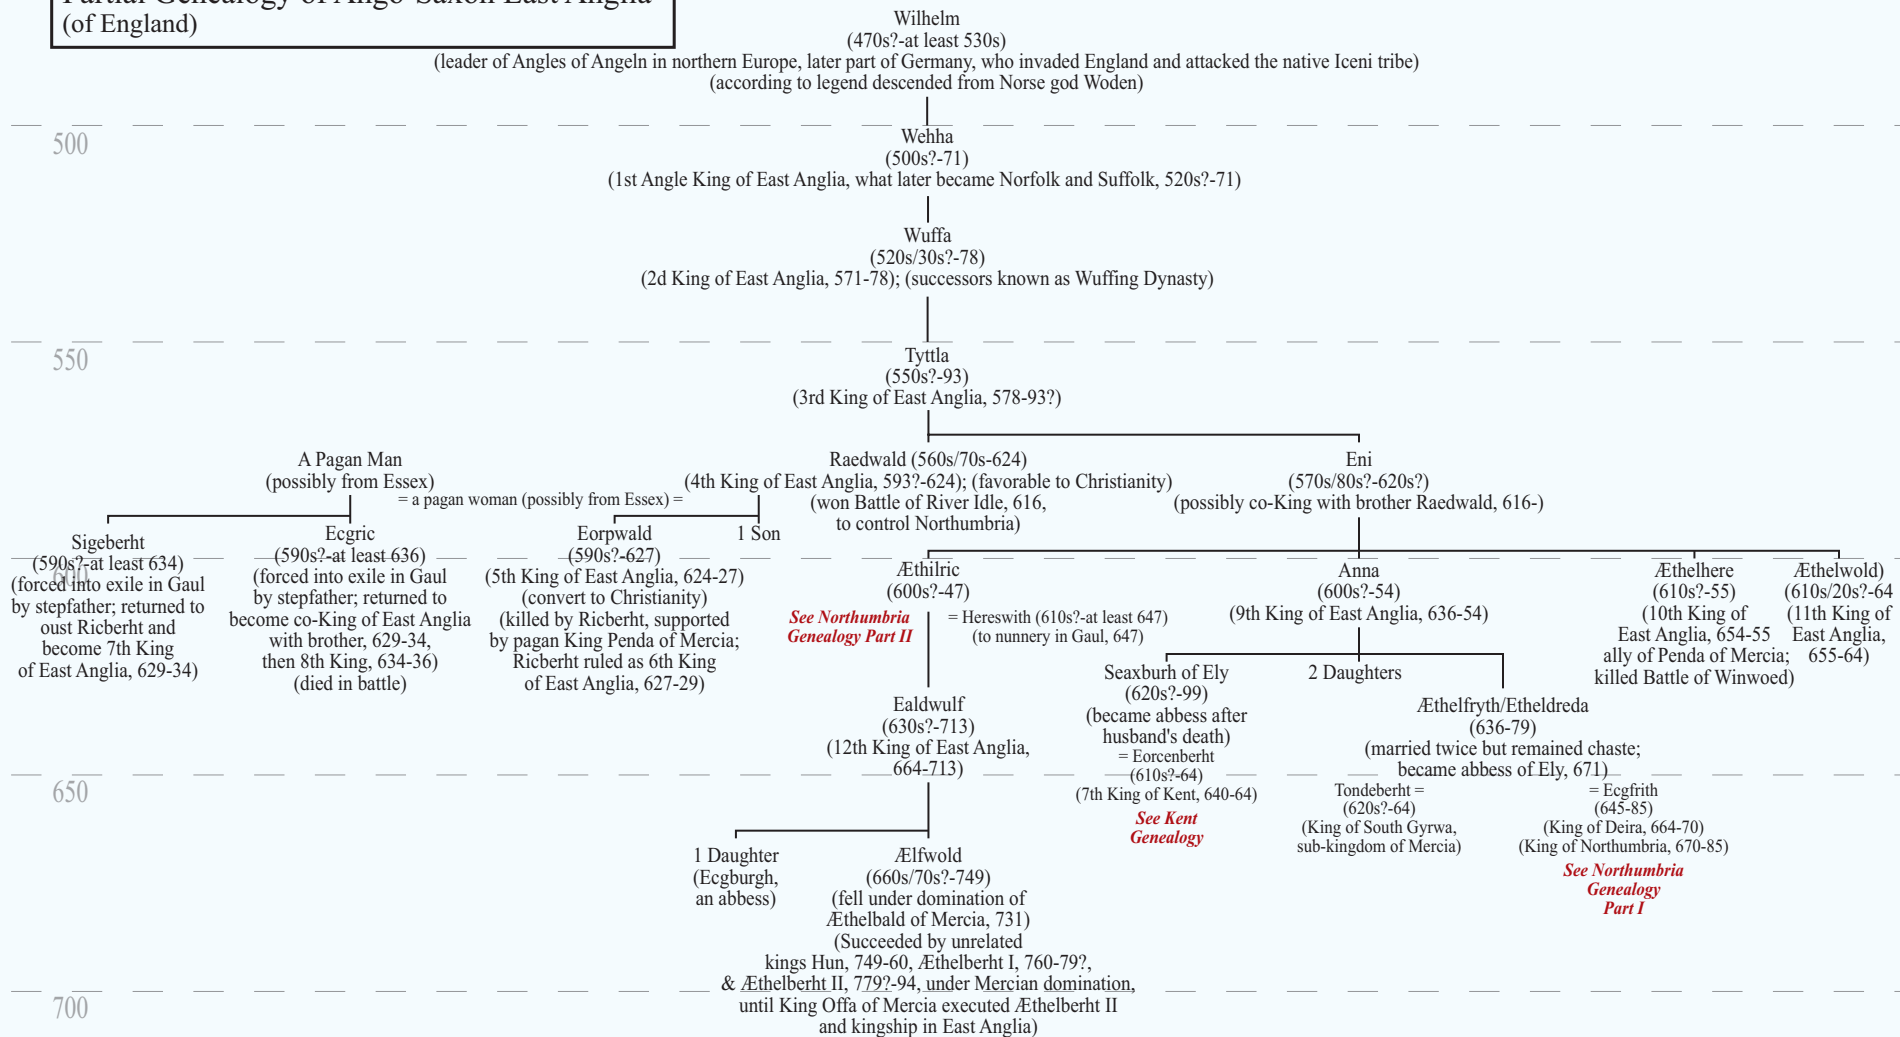 Partial Genealogy of Ango-Saxon East Anglia
(of England)
Wilhelm
(470s?-at least 530s)
(leader of Angles of Angeln in northern Europe, later part of Germany, who invaded England and attacked the native Iceni tribe)
(according to legend descended from Norse god Woden)
500
Wehha
(500s?-71)
(1st Angle King of East Anglia, what later became Norfolk and Suffolk, 520s?-71)
Wuffa
(520s/30s?-78)
(2d King of East Anglia, 571-78); (successors known as Wuffing Dynasty)
550
Tyttla
(550s?-93)
(3rd King of East Anglia, 578-93?)
A Pagan Man
(possibly from Essex)
= a pagan woman (possibly from Essex) =
Raedwald (560s/70s-624)
(4th King of East Anglia, 593?-624); (favorable to Christianity)
(won Battle of River Idle, 616,
to control Northumbria)
Eni
(570s/80s?-620s?)
(possibly co-King with brother Raedwald, 616-)
Sigeberht
(590s?-at least 634)
(forced into exile in Gaul
by stepfather; returned to
oust Ricberht and
become 7th King
of East Anglia, 629-34)
Ecgric
(590s?-at least 636)
(forced into exile in Gaul
by stepfather; returned to
become co-King of East Anglia
with brother, 629-34,
then 8th King, 634-36)
(died in battle)
Eorpwald
(590s?-627)
(5th King of East Anglia, 624-27)
(convert to Christianity)
(killed by Ricberht, supported
by pagan King Penda of Mercia;
Ricberht ruled as 6th King
of East Anglia, 627-29)
1 Son
600
Æthilric
(600s?-47)
See Northumbria
Genealogy Part II
= Hereswith (610s?-at least 647)
(to nunnery in Gaul, 647)
Anna
(600s?-54)
(9th King of East Anglia, 636-54)
Æthelhere
(610s?-55)
(10th King of
East Anglia, 654-55
ally of Penda of Mercia;
killed Battle of Winwoed)
Æthelwold)
(610s/20s?-64
(11th King of
East Anglia,
655-64)
Ealdwulf
(630s?-713)
(12th King of East Anglia,
664-713)
Seaxburh of Ely
(620s?-99)
(became abbess after
husband's death)
= Eorcenberht
(610s?-64)
(7th King of Kent, 640-64)
See Kent
Genealogy
2 Daughters
Æthelfryth/Etheldreda
(636-79)
(married twice but remained chaste;
became abbess of Ely, 671)
Tondeberht =
(620s?-64)
(King of South Gyrwa,
sub-kingdom of Mercia)
= Ecgfrith
(645-85)
(King of Deira, 664-70)
(King of Northumbria, 670-85)
See Northumbria
Genealogy
Part I
650
1 Daughter
(Ecgburgh,
an abbess)
Ælfwold
(660s/70s?-749)
(fell under domination of
Æthelbald of Mercia, 731)
(Succeeded by unrelated
kings Hun, 749-60, Æthelberht I, 760-79?,
& Æthelberht II, 779?-94, under Mercian domination,
until King Offa of Mercia executed Æthelberht II
and kingship in East Anglia)
700